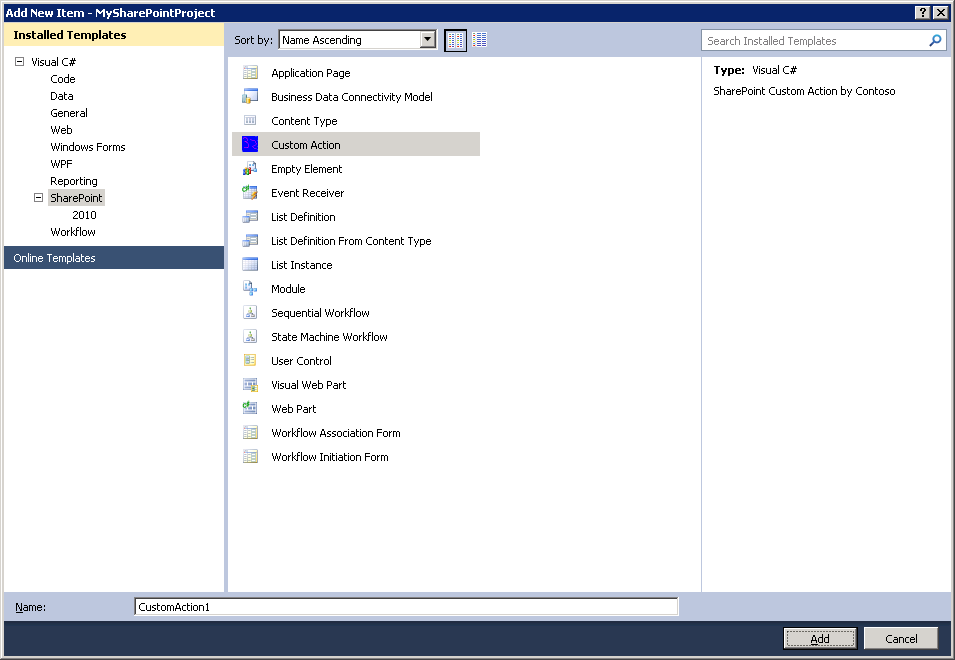 Add New Item - MySharePointProject
Installed Templates
Visual C#
Code
Data
General
Web
Windows Forms
WPF
Reporting
SharePoint
2010
Workflow
Online Templates
Sort by: Name Ascending
Application Page
Business Data Connectivity Model
Content Type
Custom Action
Empty Element
Event Receiver
List Definition
List Definition From Content Type
List Instance
Module
Sequential Workflow
State Machine Workflow
User Control
Visual Web Part
Web Part
Workflow Association Form
Workflow Initiation Form
Search Installed Templates
Type: Visual C#
SharePoint Custom Action by Contoso
Name: CustomAction1
Add Cancel